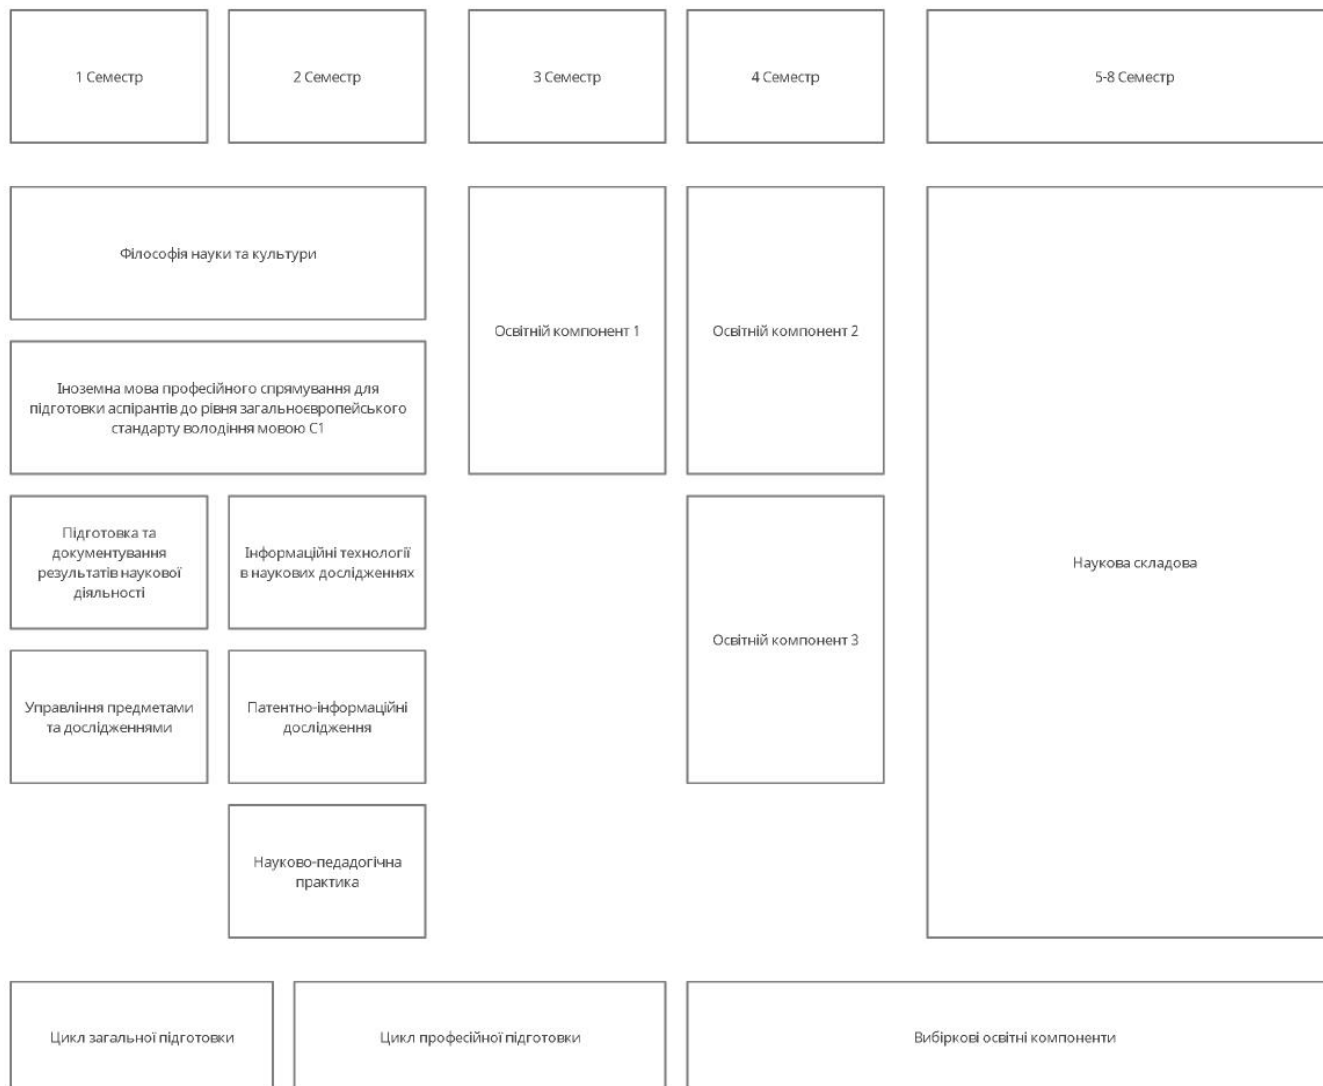 1 Семестр
2 Семестр
3 Семестр
4 Семестр
5-8 Семестр
Філософія науки та культури
Освітній компонент 1
Освітній компонент 2
Іноземна мова професійного спрямування для
підготовки аспірантів до рівня загальноєвропейського
стандарту володіння мовою С1
Підготовка та
документування
результатів наукової
діяльності
Інформаційні технології
в наукових дослідженнях
Наукова складова
Освітній компонент 3
Управління предметами
та дослідженнями
Патентно-інформаційні
дослідження
Науково-педадогічна
практика
Цикл загальної підготовки
Цикл професійної підготовки
Вибіркові освітні компоненти